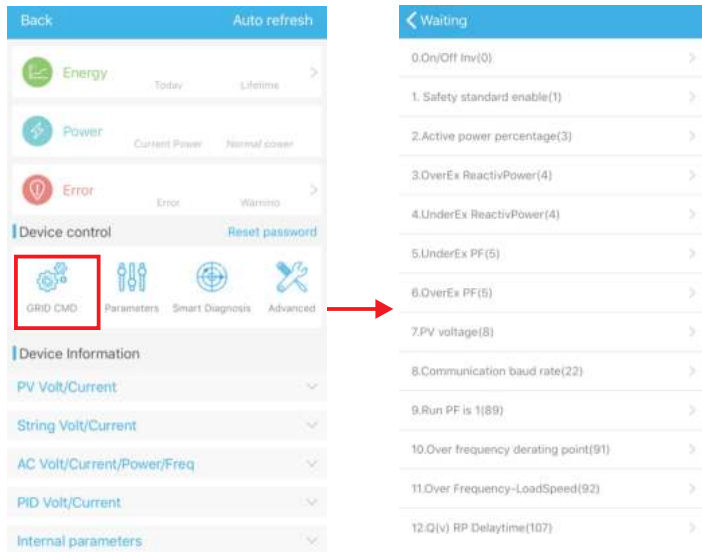 Back Auto refresh
Energy
Today Lifetime
Power
Current Power Normal power
Error
Error Warning
Device control Reset password
GRID CMD Parameters Smart Diagnosis Advanced
Device Information
PV Volt/Current
String Volt/Current
AC Volt/Current/Power/Freq
PID Volt/Current
Internal parameters
Waiting
0.On/Off Inv(0)
1. Safety standard enable(1)
2.Active power percentage(3)
3.OverEx ReactivPower(4)
4.UnderEx ReactivPower(4)
5.UnderEx PF(5)
6.OverEx PF(5)
7.PV voltage(8)
8.Communication baud rate(22)
9.Run PF is 1(89)
10.Over frequency derating point(91)
11.Over Frequency-LoadSpeed(92)
12.Q(v) RP Delaytime(107)